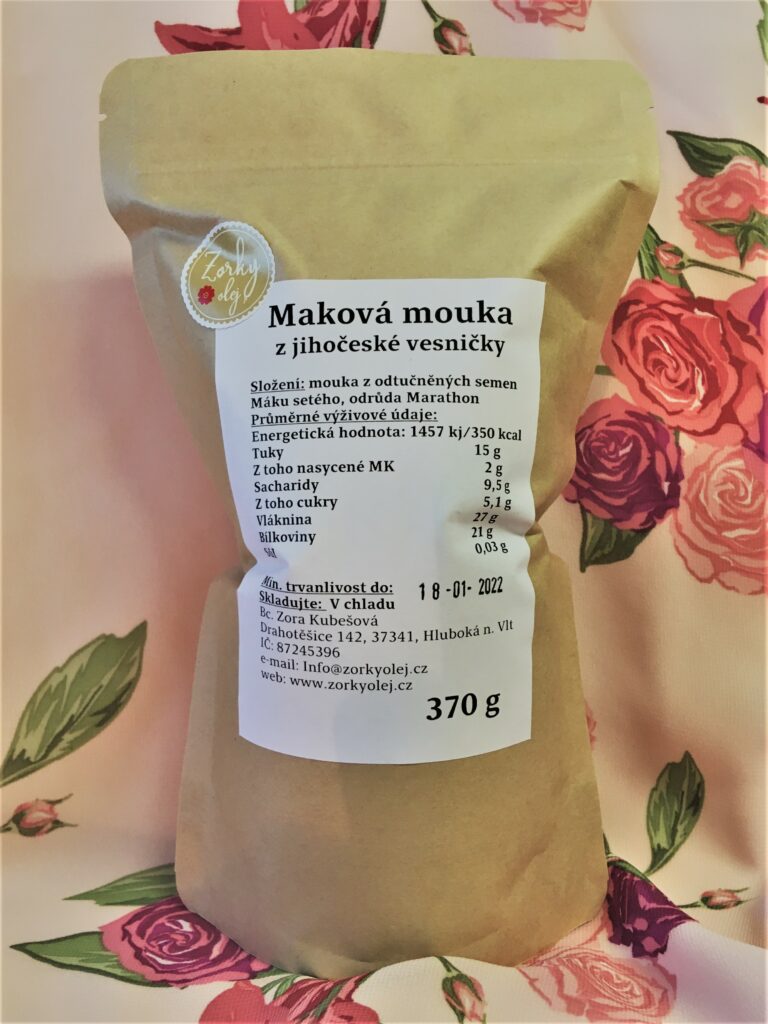 Zorky
olej
Maková mouka
z jihočeské vesničky
Složení: mouka z odtučněných semen
Máku setého, odrůda Marathon
Průměrné výživové údaje:
Energetická hodnota: 1457 kj/350 kcal
Tuky 15 g
Z toho nasycené MK 2 g
Sacharidy 9,5 g
Z toho cukry 5,1 g
Vláknina 27 g
Bílkoviny 21 g
Sůl 0,03 g
Min. trvanlivost do: 18-01-2022
Skladujte: V chladu
Bc. Zora Kubešová
Drahotěšice 142, 37341, Hluboká n. Vlt
IČ: 87245396
e-mail: Info@zorkyolej.cz
web: www.zorkyolej.cz
370 g